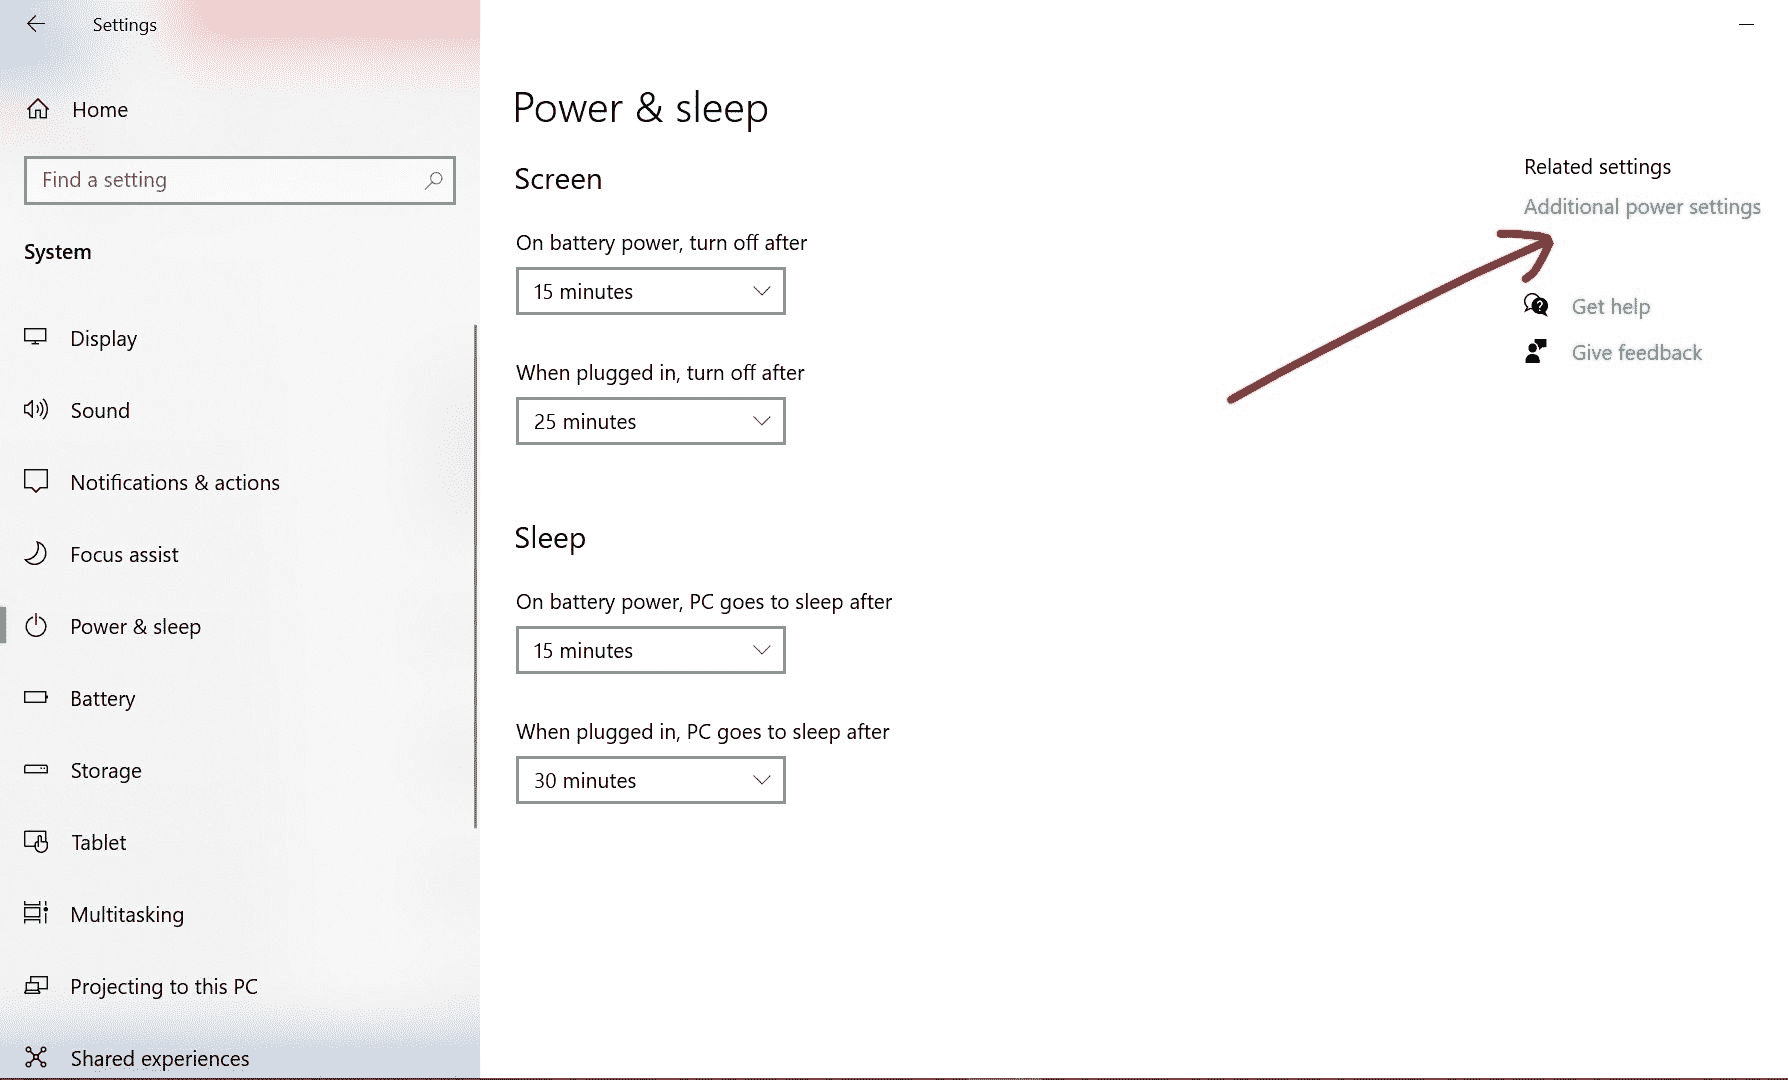 Settings
Home
Find a setting
System
Display
Sound
Notifications & actions
Focus assist
Power & sleep
Battery
Storage
Tablet
Multitasking
Projecting to this PC
Shared experiences
Power & sleep
Screen
On battery power, turn off after
15 minutes
When plugged in, turn off after
25 minutes
Sleep
On battery power, PC goes to sleep after
15 minutes
When plugged in, PC goes to sleep after
30 minutes
Related settings
Additional power settings
Get help
Give feedback